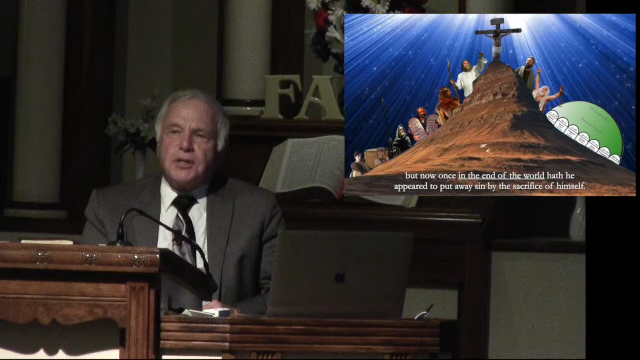 FA
but now once in the end of the world hath he
appeared to put away sin by the sacrifice of himself.